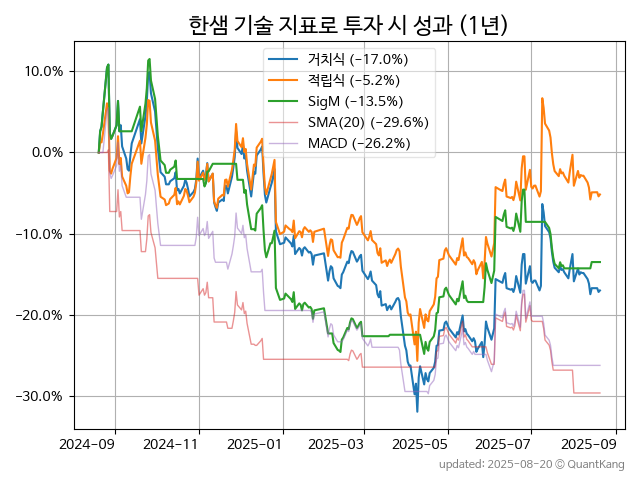 한샘 기술 지표로 투자 시 성과 (1년)
거치식 (−17.0%)
적립식 (−5.2%)
SigM (−13.5%)
SMA(20) (−29.6%)
MACD (−26.2%)
10.0%
0.0%
−10.0%
−20.0%
−30.0%
2024−09 2024−11 2025−01 2025−03 2025−05 2025−07 2025−09
updated: 2025−08−20 © QuantKang